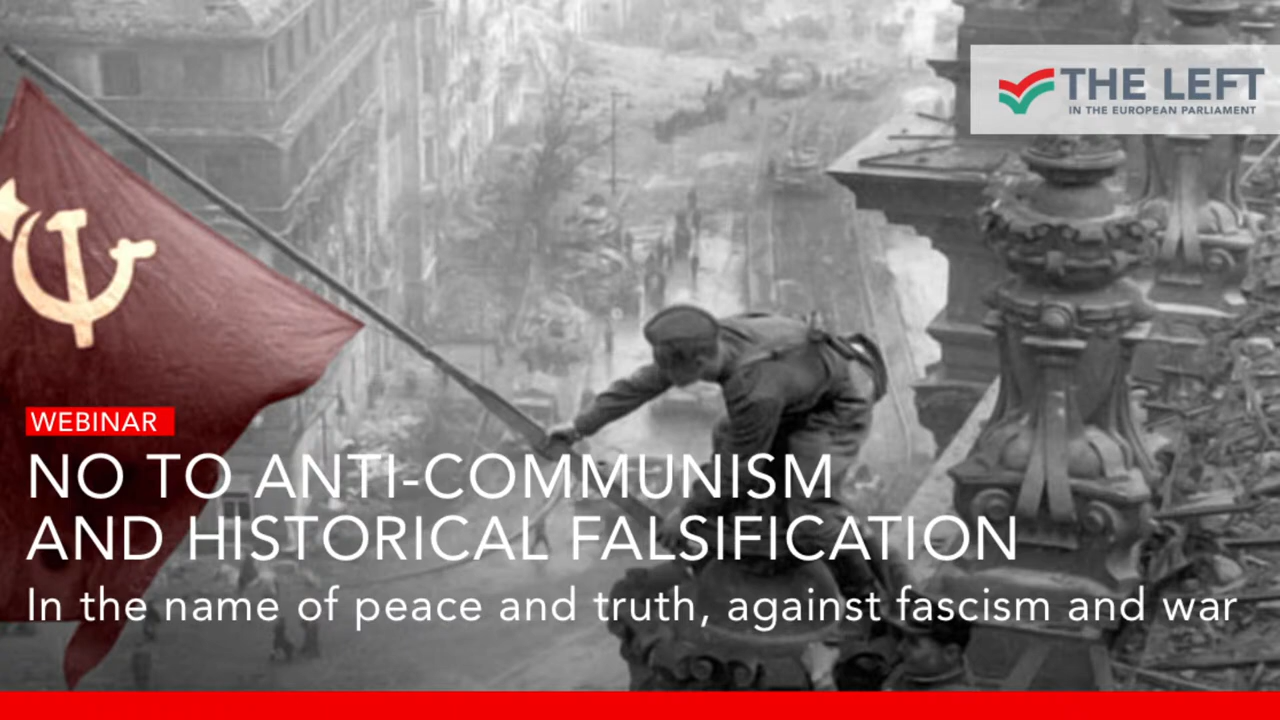 THE LEFT
IN THE EUROPEAN PARLIAMENT
WEBINAR
NO TO ANTI-COMMUNISM
AND HISTORICAL FALSIFICATION
In the name of peace and truth, against fascism and war